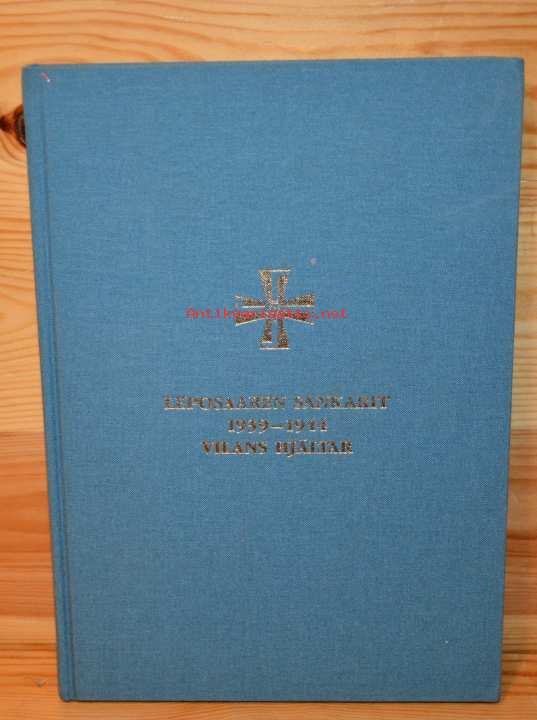 Antikvariaatti.net
LEPOSAAREN SANKARIT
1939–1944
VILANS HJÄLTAR